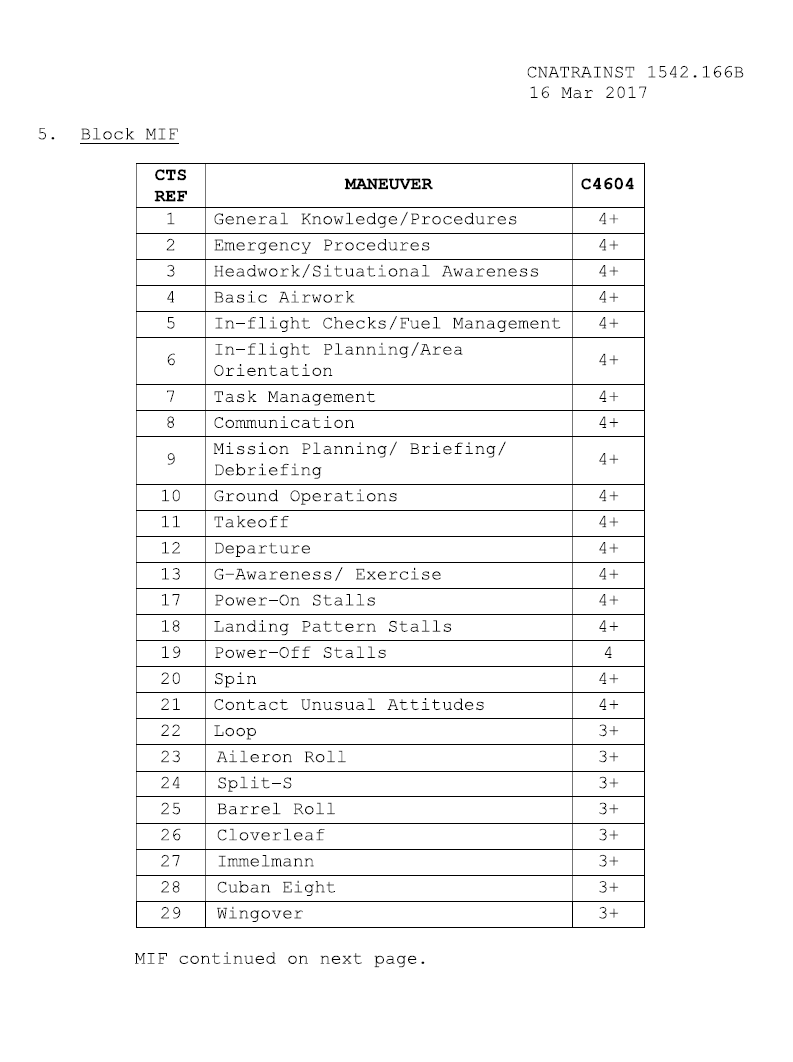 CNATRAINST 1542.166B
16 Mar 2017
5. Block MIF
CTS REF MANEUVER C4604
1 General Knowledge/Procedures 4+
2 Emergency Procedures 4+
3 Headwork/Situational Awareness 4+
4 Basic Airwork 4+
5 In-flight Checks/Fuel Management 4+
6 In-flight Planning/Area
Orientation 4+
7 Task Management 4+
8 Communication 4+
9 Mission Planning/ Briefing/
Debriefing 4+
10 Ground Operations 4+
11 Takeoff 4+
12 Departure 4+
13 G-Awareness/ Exercise 4+
17 Power-On Stalls 4+
18 Landing Pattern Stalls 4+
19 Power-Off Stalls 4
20 Spin 4+
21 Contact Unusual Attitudes 4+
22 Loop 3+
23 Aileron Roll 3+
24 Split-S 3+
25 Barrel Roll 3+
26 Cloverleaf 3+
27 Immelmann 3+
28 Cuban Eight 3+
29 Wingover 3+
MIF continued on next page.